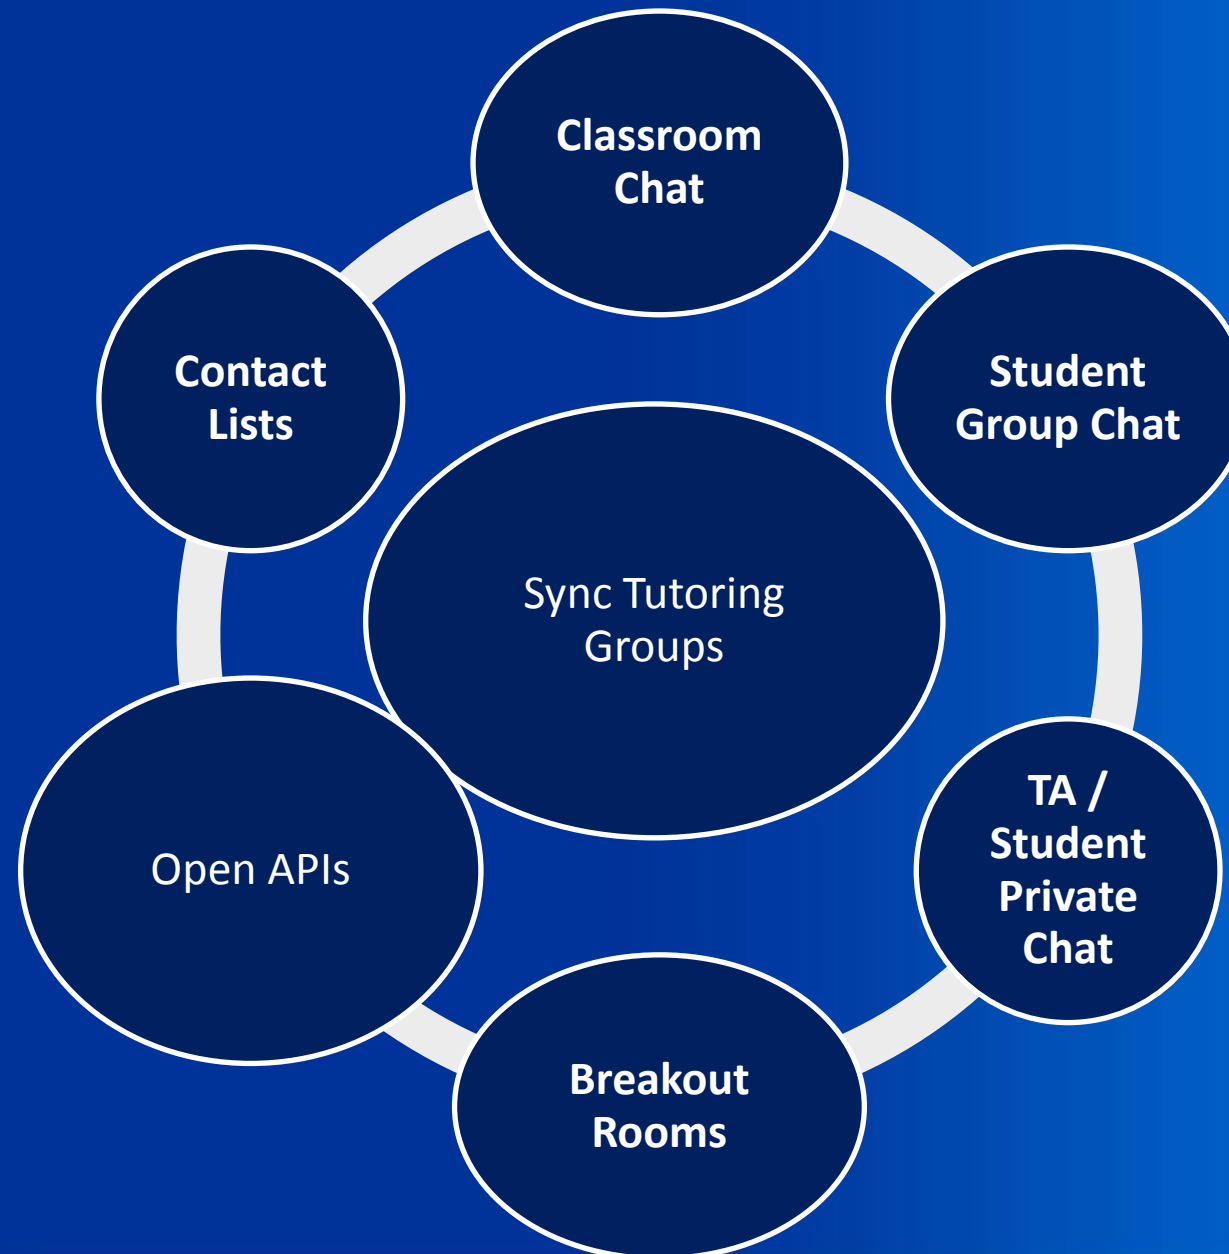 Classroom
Chat
Student
Group Chat
Contact
Lists
Sync Tutoring
Groups
TA /
Student
Private
Chat
Open APIs
Breakout
Rooms